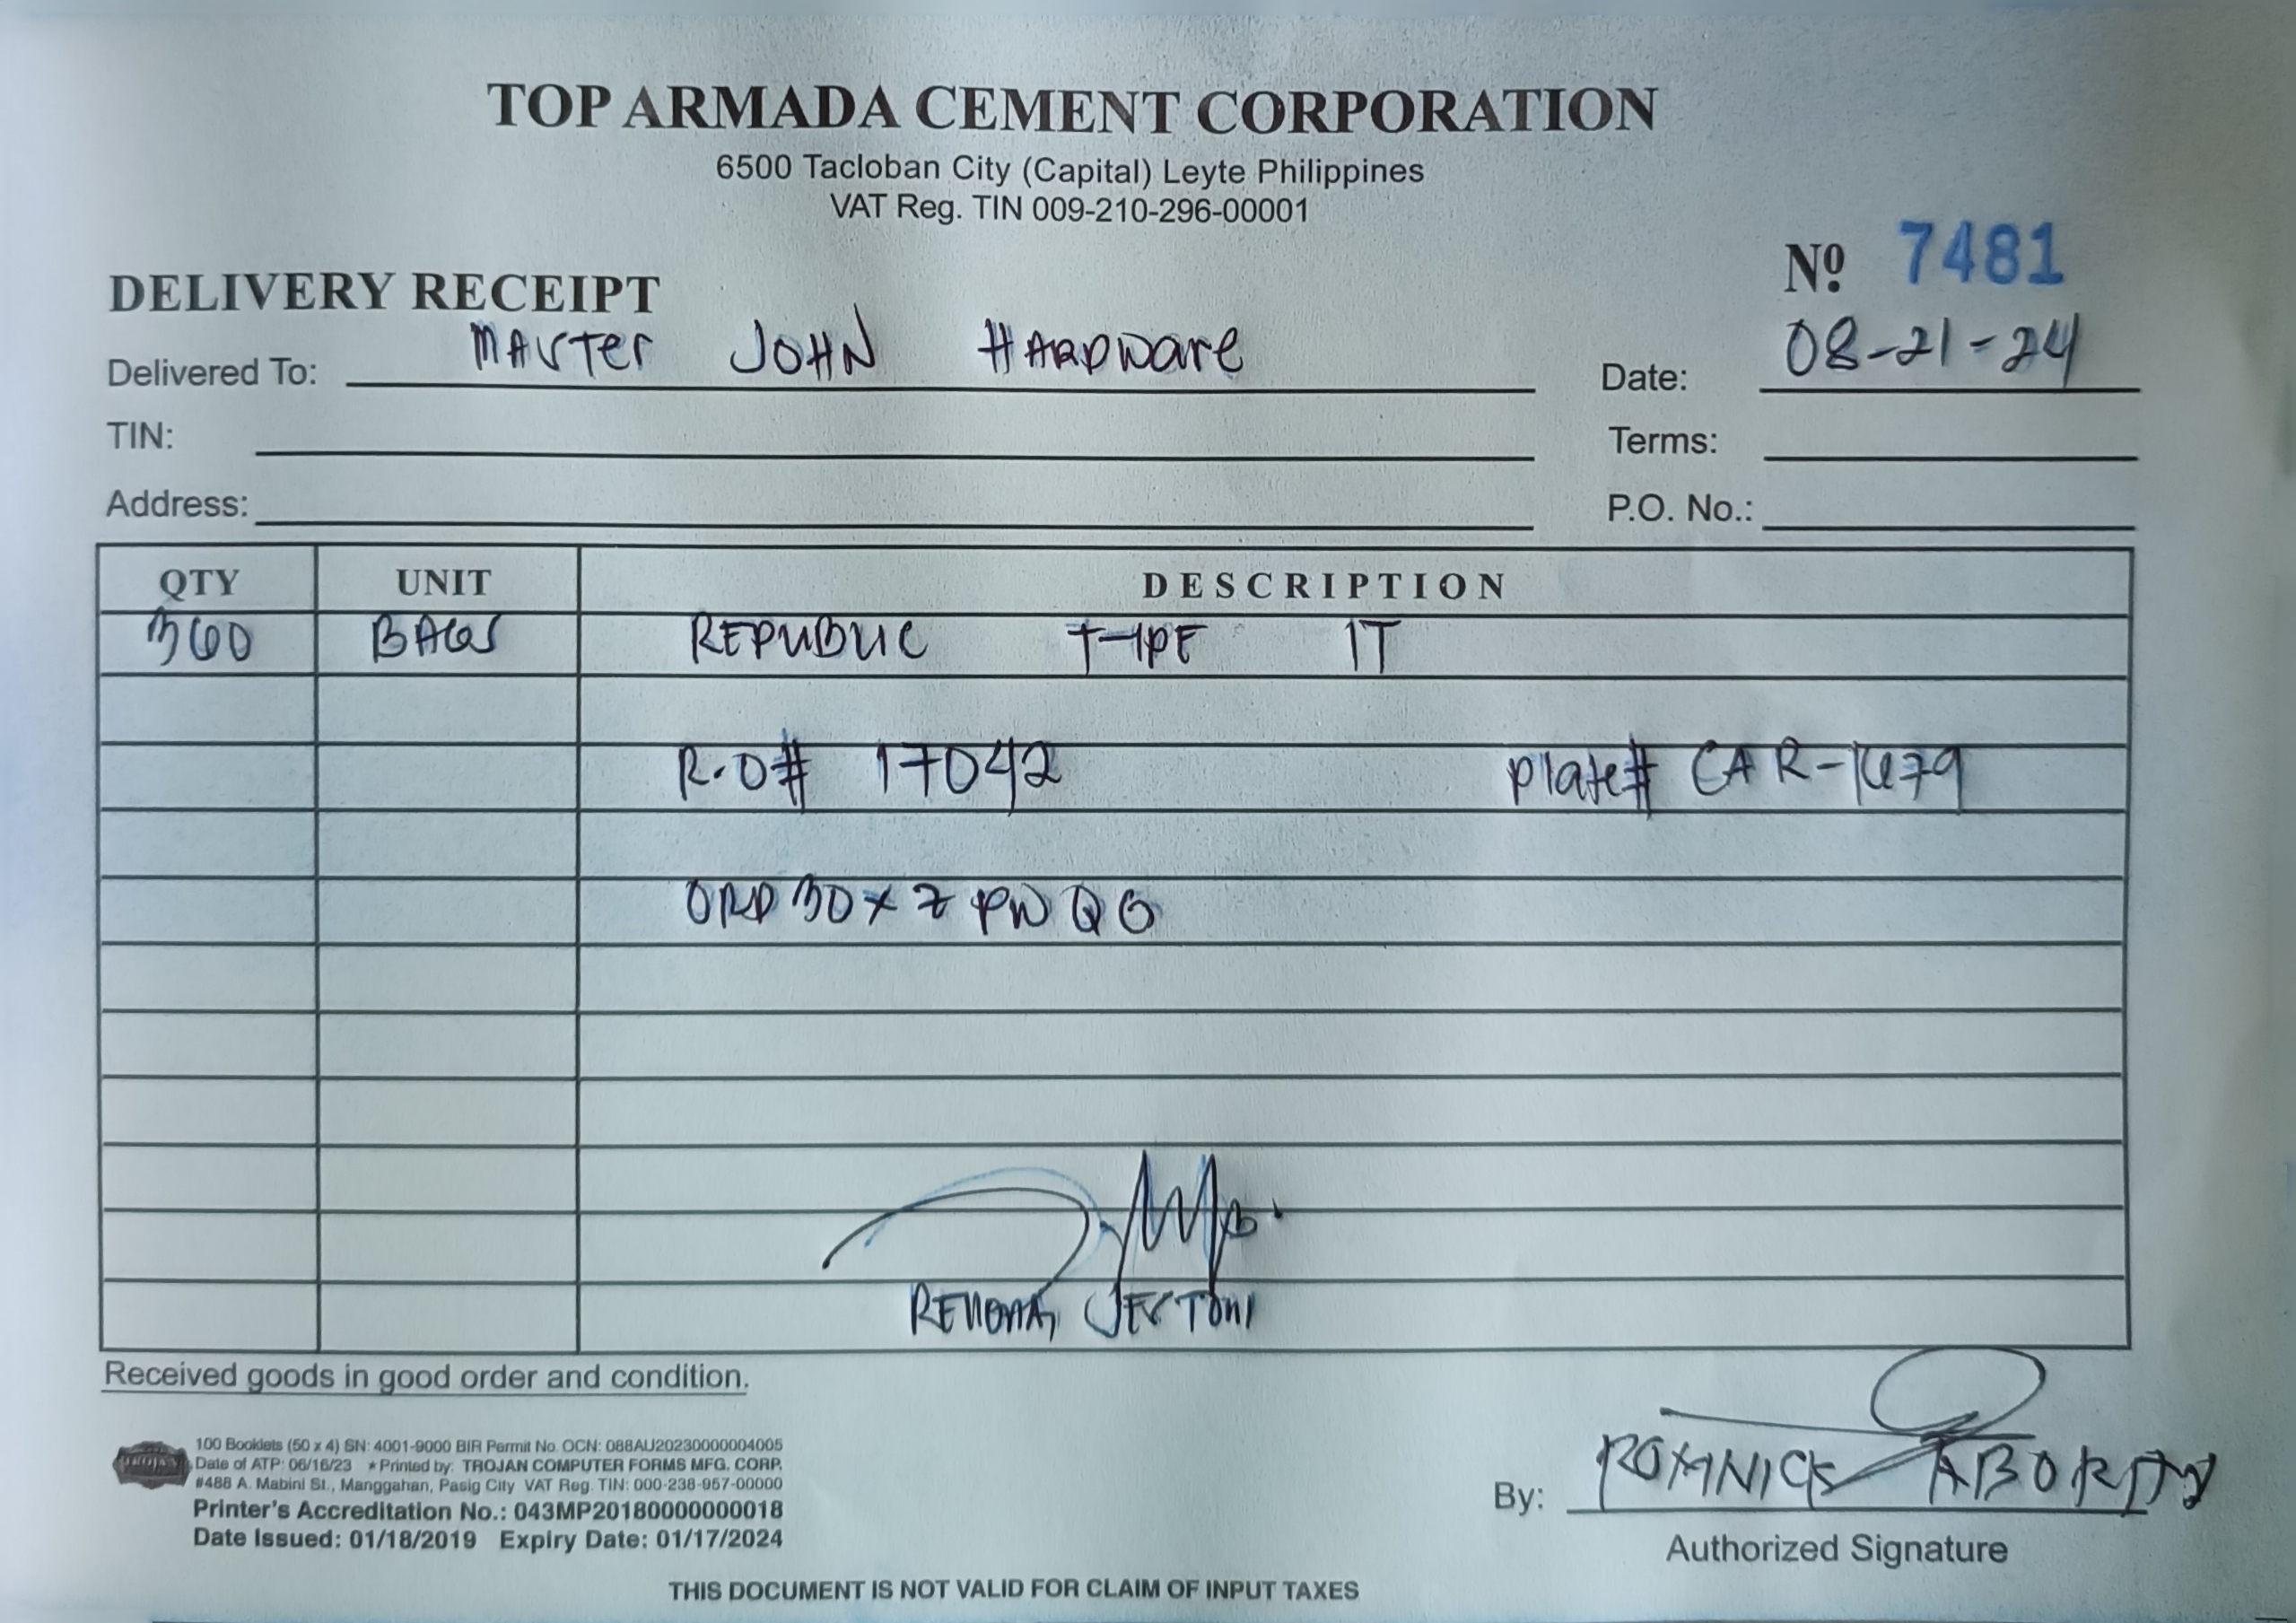 TOP ARMADA CEMENT CORPORATION
6500 Tacloban City (Capital) Leyte Philippines
VAT Reg. TIN 009-210-296-00001
Nº 7481
DELIVERY RECEIPT
Delivered To: Master JOHN HARDware
Date: 08-21-24
TIN:
Terms:
Address:
P.O. No.:
QTY UNIT DESCRIPTION
360 BAGS REPUBLIC TYPE 1T
R.O# 17042 Plate# CAR-1679
ORD30x7PWQG
JESTONI
Received goods in good order and condition.
TROJAN
100 Booklets (50 x 4) SN: 4001-9000 BIR Permit No. OCN: 088AU20230000004005
Date of ATP: 06/16/23 ★Printed by: TROJAN COMPUTER FORMS MFG. CORP.
#488 A. Mabini St., Manggahan, Pasig City VAT Reg. TIN: 000-238-957-00000
Printer's Accreditation No.: 043MP20180000000018
Date Issued: 01/18/2019 Expiry Date: 01/17/2024
By: ROMNICK ABORDO
Authorized Signature
THIS DOCUMENT IS NOT VALID FOR CLAIM OF INPUT TAXES